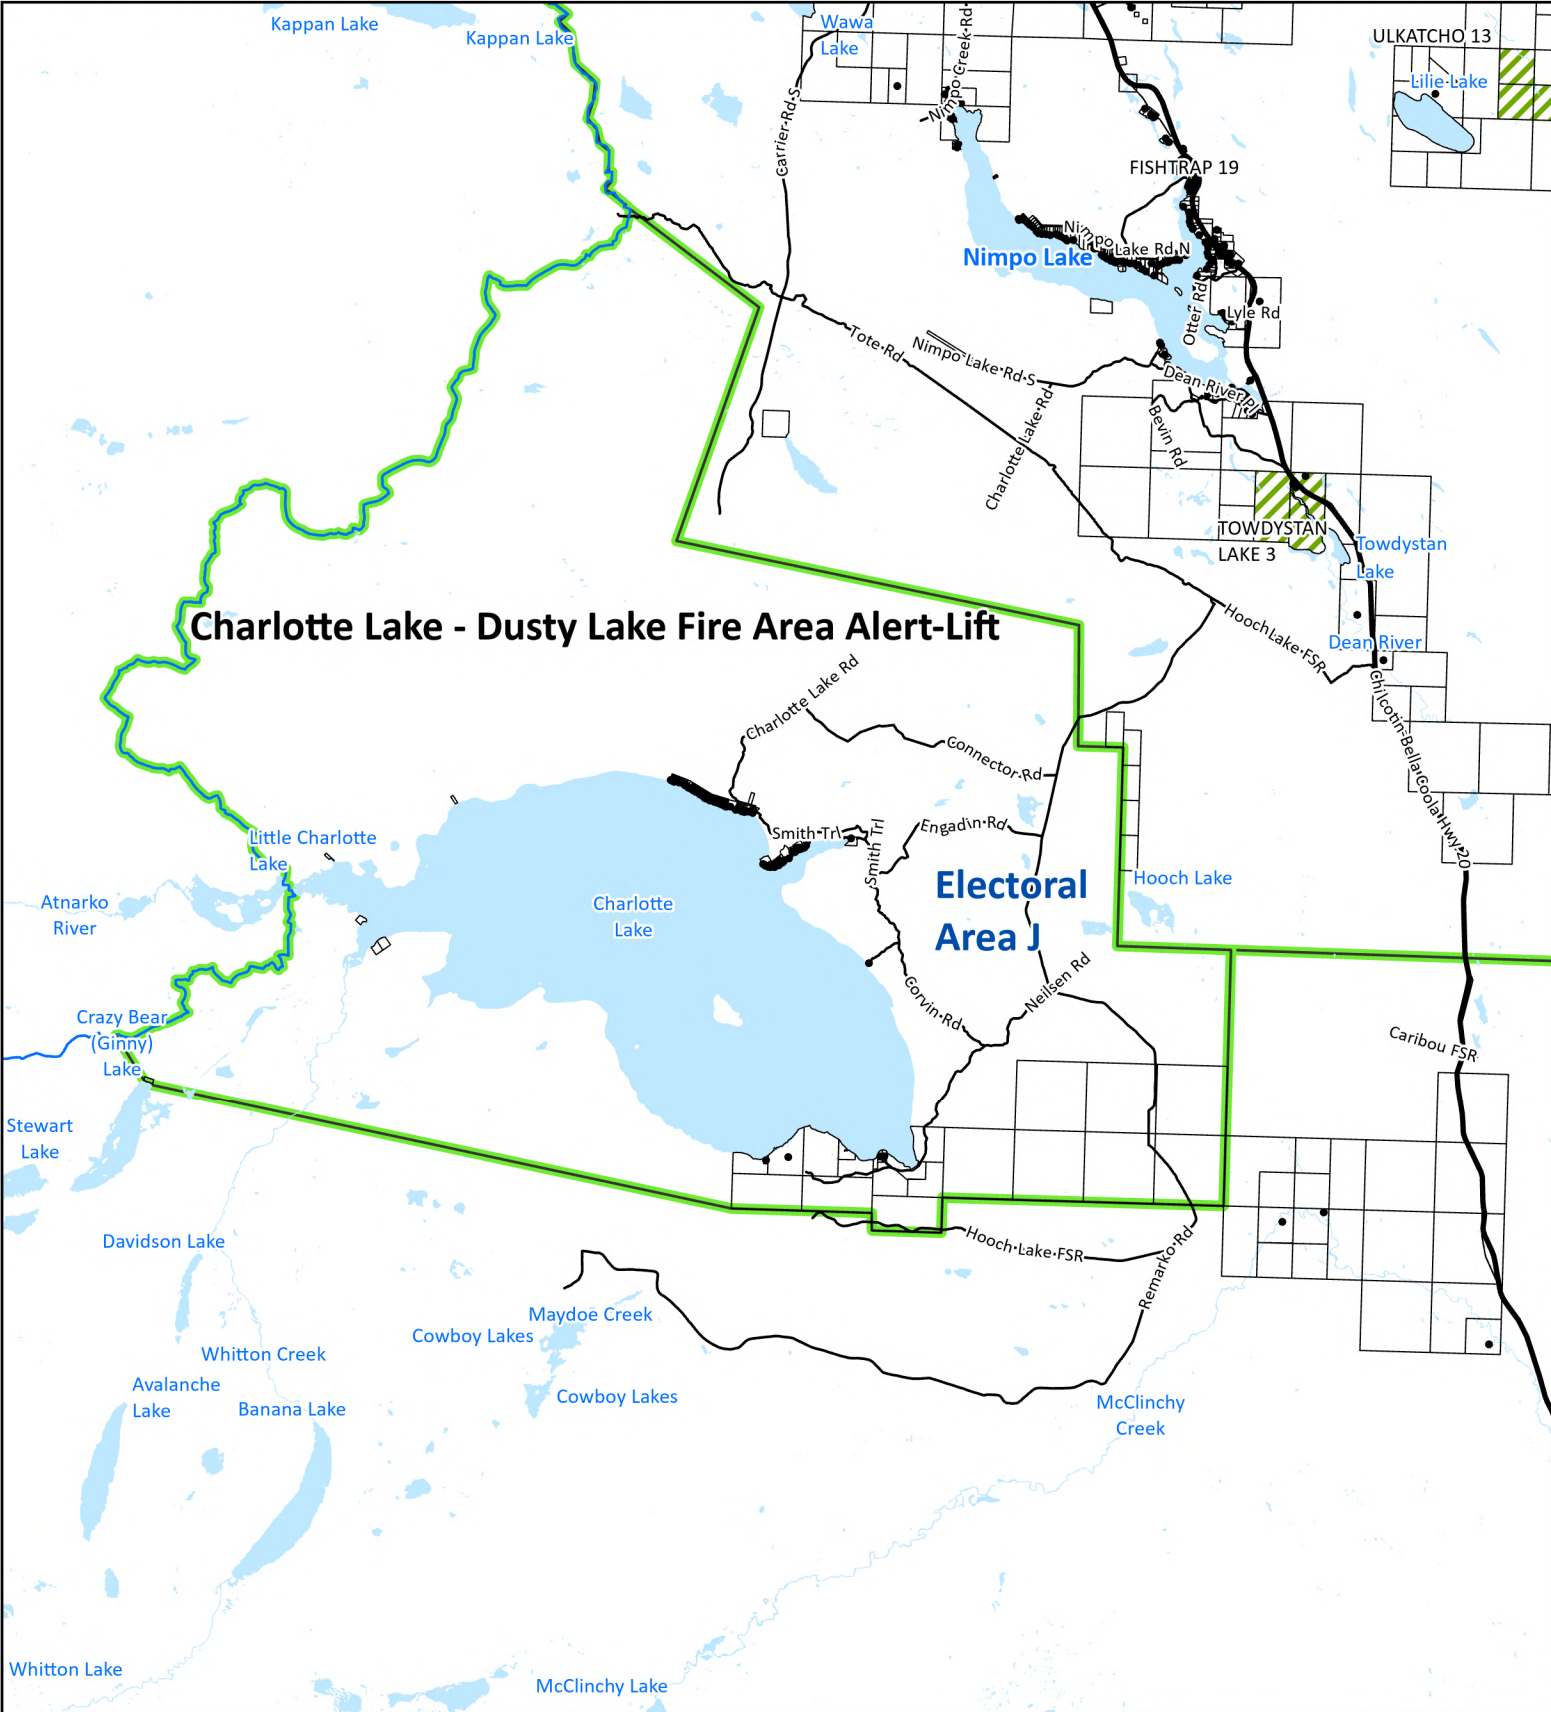 Kappan Lake
Kappan Lake
Wawa
Lake
Nimpo Creek Rd
ULKATCHO 13
Lilie Lake
Carrier Rd S
FISHTRAP 19
Nimpo
Lake Rd N
Nimpo Lake
Otter Rd
Lyle Rd
Tote Rd
Nimpo Lake Rd S
Dean River Pl
Charlotte Lake Rd
Bevin Rd
TOWDYSTAN
LAKE 3
Towdystan
Lake
Charlotte Lake - Dusty Lake Fire Area Alert-Lift
Hooch Lake FSR
Dean River
Charlotte Lake Rd
Connector Rd
Chilcotin-Bella Coola Hwy 20
Smith Trl
Smith Trl
Engadin Rd
Little Charlotte
Lake
Electoral
Area J
Hooch Lake
Atnarko
River
Charlotte
Lake
Corvin Rd
Neilsen Rd
Crazy Bear
(Ginny)
Lake
Caribou FSR
Stewart
Lake
Davidson Lake
Hooch Lake FSR
Remarko Rd
Maydoe Creek
Cowboy Lakes
Whitton Creek
Avalanche
Lake
Banana Lake
Cowboy Lakes
McClinchy
Creek
Whitton Lake
McClinchy Lake